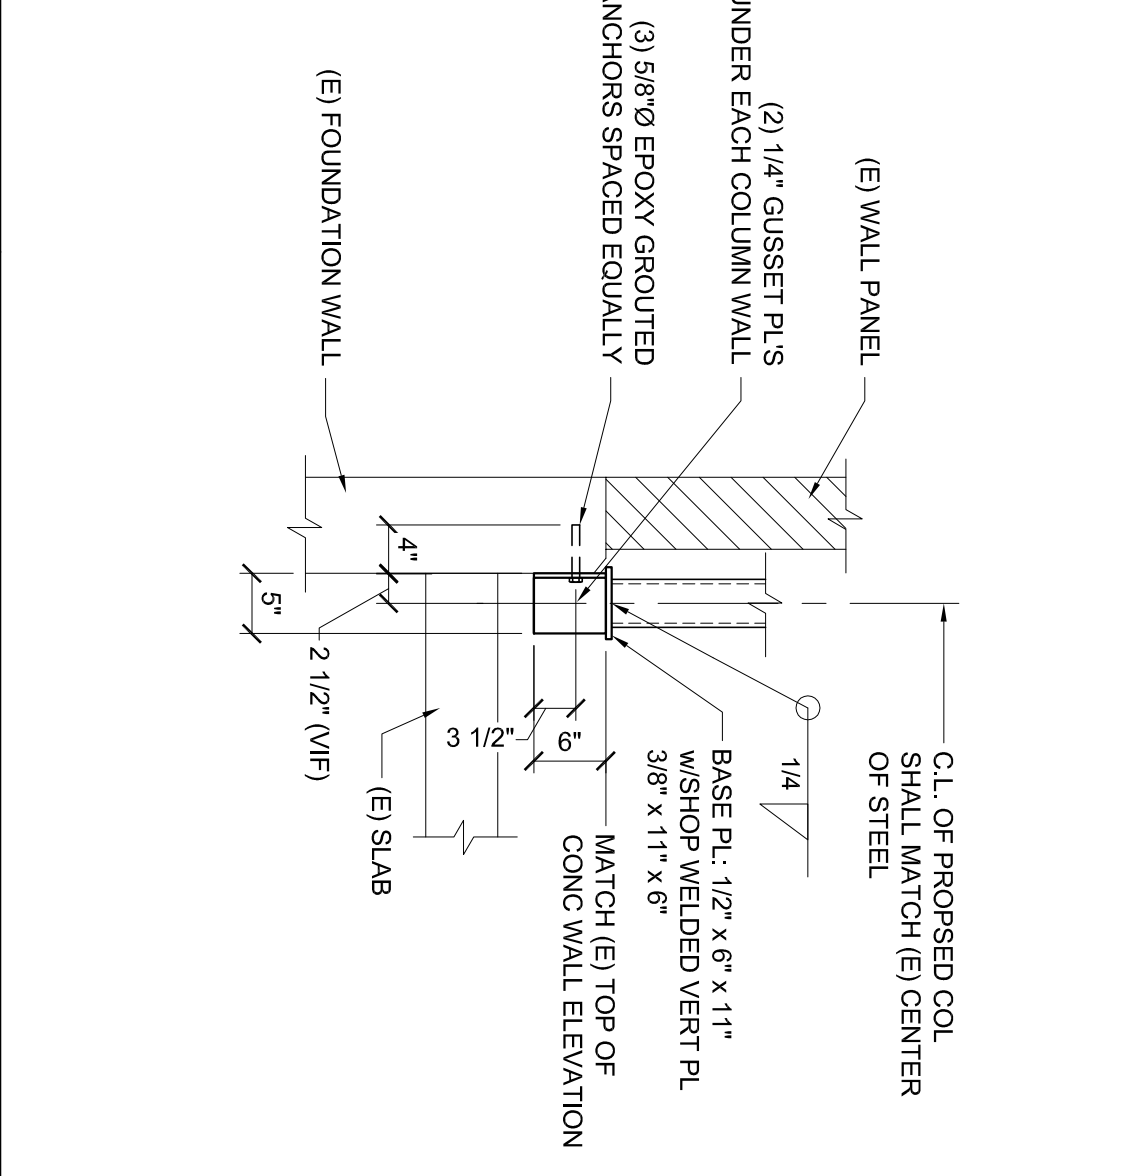 (E) WALL PANEL
(2) 1/4" GUSSET PL'S
UNDER EACH COLUMN WALL
(3) 5/8"Ø EPOXY GROUTED
ANCHORS SPACED EQUALLY
(E) FOUNDATION WALL
C.L. OF PROPSED COL
SHALL MATCH (E) CENTER
OF STEEL
1/4
BASE PL: 1/2" x 6" x 11"
w/SHOP WELDED VERT PL
3/8" x 11" x 6"
MATCH (E) TOP OF
CONC WALL ELEVATION
6"
3 1/2"
4"
(E) SLAB
2 1/2" (VIF)
5"